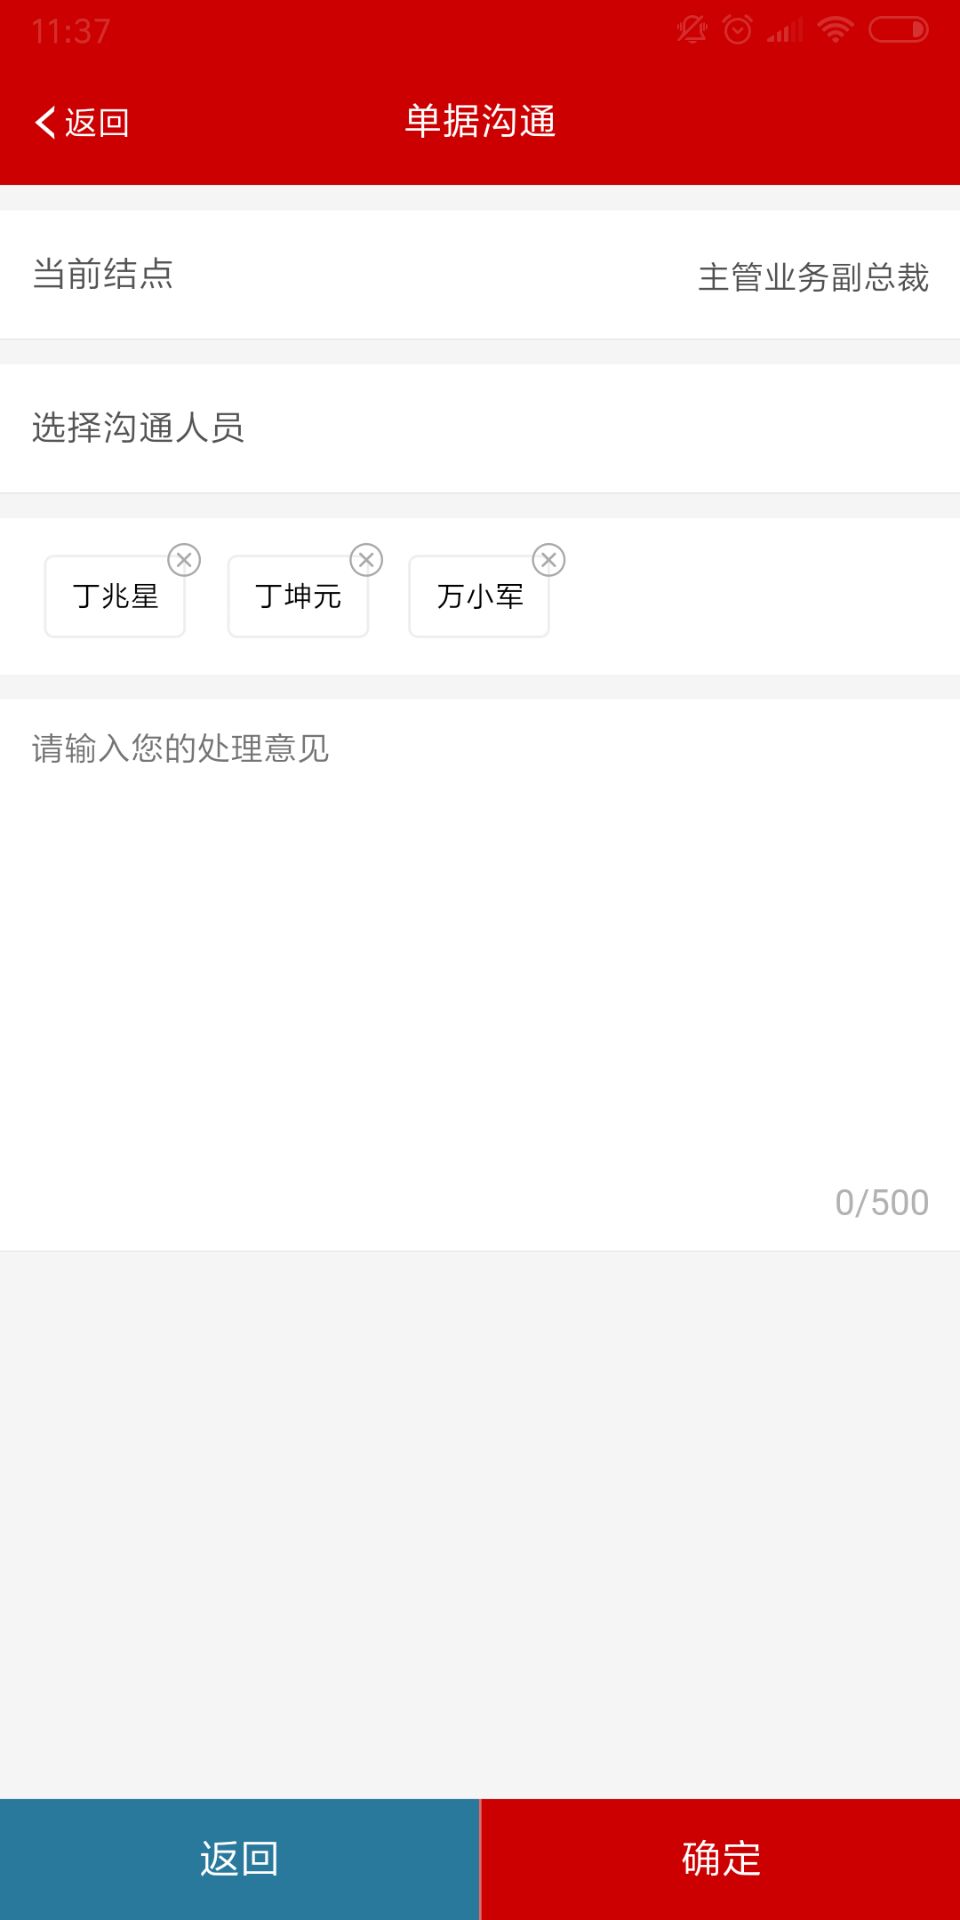 11:37
返回
单据沟通
当前结点
主管业务副总裁
选择沟通人员
丁兆星
丁坤元
万小军
请输入您的处理意见
0/500
返回
确定